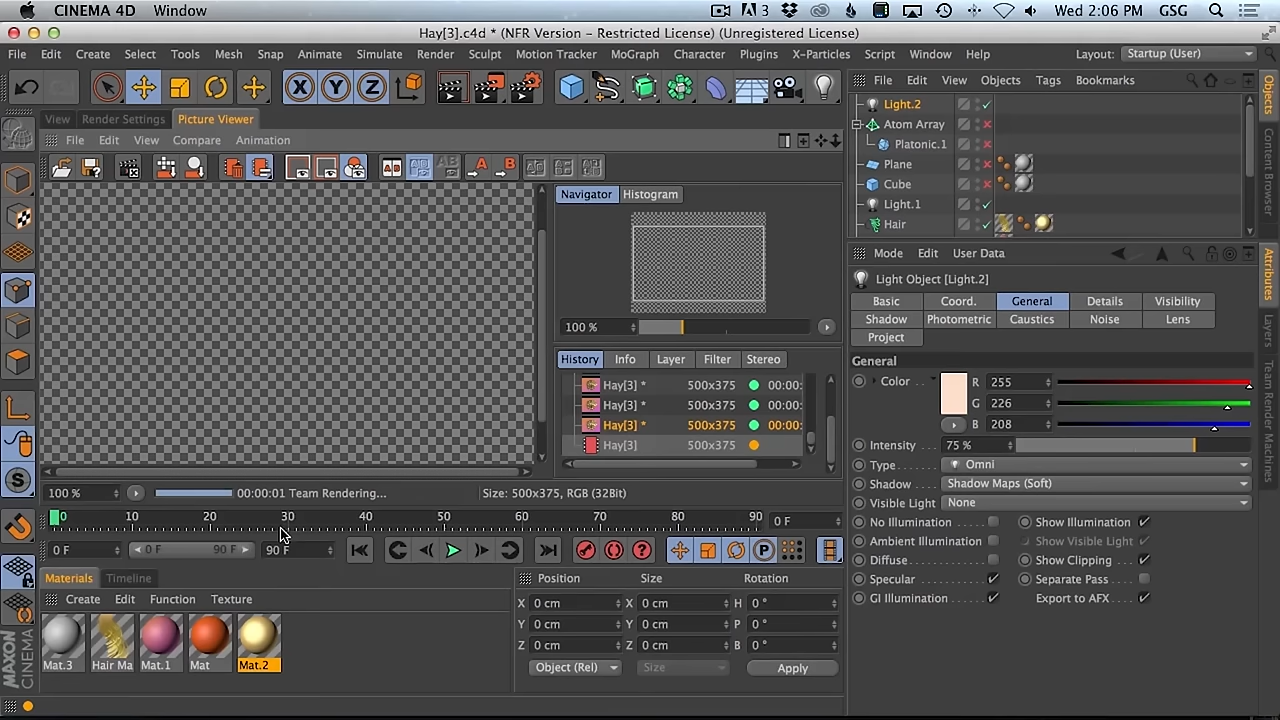 CINEMA 4D Window 3 Wed 2:06 PM GSG
Hay[3].c4d * (NFR Version - Restricted License) (Unregistered License)
File Edit Create Select Tools Mesh Snap Animate Simulate Render Sculpt Motion Tracker MoGraph Character Plugins X-Particles Script Window Help Layout: Startup (User)
X Y Z
File Edit View Objects Tags Bookmarks
View Render Settings Picture Viewer
File Edit View Compare Animation
AB A B
Light.2
Atom Array
Platonic.1
Plane
Cube
Light.1
Hair
Objects
Content Browser
Navigator Histogram
100 %
History Info Layer Filter Stereo
Hay[3] * 500x375 00:00:
Hay[3] * 500x375 00:00:
Hay[3] * 500x375 00:00:
Hay[3] 500x375
100 % 00:00:01 Team Rendering... Size: 500x375, RGB (32Bit)
Mode Edit User Data
Light Object [Light.2]
Basic Coord. General Details Visibility
Shadow Photometric Caustics Noise Lens
Project
General
Color R 255
G 226
B 208
Intensity 75 %
Type Omni
Shadow Shadow Maps (Soft)
Visible Light None
No Illumination Show Illumination
Ambient Illumination Show Visible Light
Diffuse Show Clipping
Specular Separate Pass
GI Illumination Export to AFX
Attributes
Layers
Team Render Machines
0 10 20 30 40 50 60 70 80 90 0 F
0 F 0 F 90 F 90 F
P
Materials Timeline
Create Edit Function Texture
Mat.3 Hair Ma Mat.1 Mat Mat.2
Position Size Rotation
X 0 cm X 0 cm H 0 °
Y 0 cm Y 0 cm P 0 °
Z 0 cm Z 0 cm B 0 °
Object (Rel) Size Apply
S
MAXON
CINEMA 4D